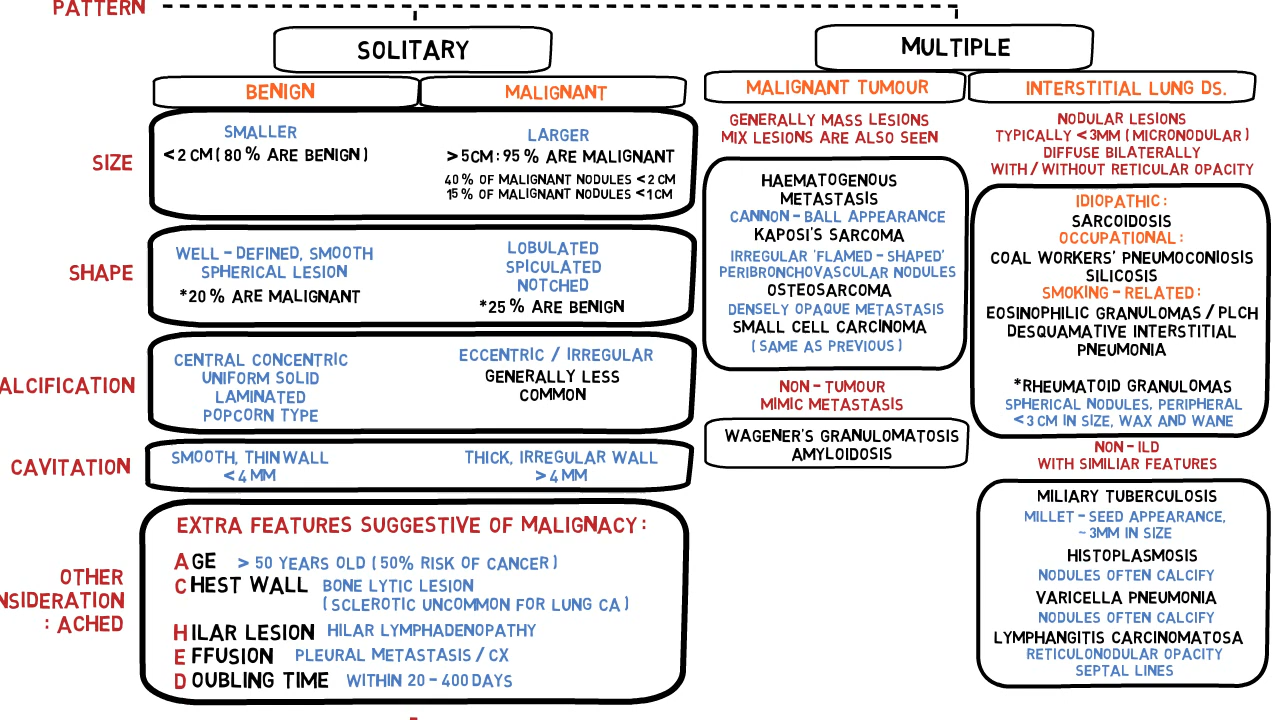 PATTERN
SOLITARY
MULTIPLE
BENIGN
MALIGNANT
MALIGNANT TUMOUR
INTERSTITIAL LUNG DS.
SIZE
SMALLER
<2 CM (80% ARE BENIGN)
LARGER
>5CM: 95% ARE MALIGNANT
40% OF MALIGNANT NODULES <2 CM
15% OF MALIGNANT NODULES <1CM
SHAPE
WELL-DEFINED, SMOOTH
SPHERICAL LESION
*20% ARE MALIGNANT
LOBULATED
SPICULATED
NOTCHED
*25% ARE BENIGN
ALCIFICATION
CENTRAL CONCENTRIC
UNIFORM SOLID
LAMINATED
POPCORN TYPE
ECCENTRIC / IRREGULAR
GENERALLY LESS
COMMON
CAVITATION
SMOOTH, THIN WALL
<4 MM
THICK, IRREGULAR WALL
>4 MM
OTHER
NSIDERATION
: ACHED
EXTRA FEATURES SUGGESTIVE OF MALIGNACY:
AGE > 50 YEARS OLD (50% RISK OF CANCER)
CHEST WALL BONE LYTIC LESION
(SCLEROTIC UNCOMMON FOR LUNG CA)
HILAR LESION HILAR LYMPHADENOPATHY
EFFUSION PLEURAL METASTASIS / CX
DOUBLING TIME WITHIN 20-400 DAYS
GENERALLY MASS LESIONS
MIX LESIONS ARE ALSO SEEN
HAEMATOGENOUS
METASTASIS
CANNON-BALL APPEARANCE
KAPOSI'S SARCOMA
IRREGULAR 'FLAMED-SHAPED'
PERIBRONCHOVASCULAR NODULES
OSTEOSARCOMA
DENSELY OPAQUE METASTASIS
SMALL CELL CARCINOMA
(SAME AS PREVIOUS)
NON-TUMOUR
MIMIC METASTASIS
WAGENER'S GRANULOMATOSIS
AMYLOIDOSIS
NODULAR LESIONS
TYPICALLY <3MM (MICRONODULAR)
DIFFUSE BILATERALLY
WITH/WITHOUT RETICULAR OPACITY
IDIOPATHIC:
SARCOIDOSIS
OCCUPATIONAL:
COAL WORKERS' PNEUMOCONIOSIS
SILICOSIS
SMOKING-RELATED:
EOSINOPHILIC GRANULOMAS / PLCH
DESQUAMATIVE INTERSTITIAL
PNEUMONIA
*RHEUMATOID GRANULOMAS
SPHERICAL NODULES, PERIPHERAL
<3 CM IN SIZE, WAX AND WANE
NON-ILD
WITH SIMILIAR FEATURES
MILIARY TUBERCULOSIS
MILLET-SEED APPEARANCE,
~3MM IN SIZE
HISTOPLASMOSIS
NODULES OFTEN CALCIFY
VARICELLA PNEUMONIA
NODULES OFTEN CALCIFY
LYMPHANGITIS CARCINOMATOSA
RETICULONODULAR OPACITY
SEPTAL LINES